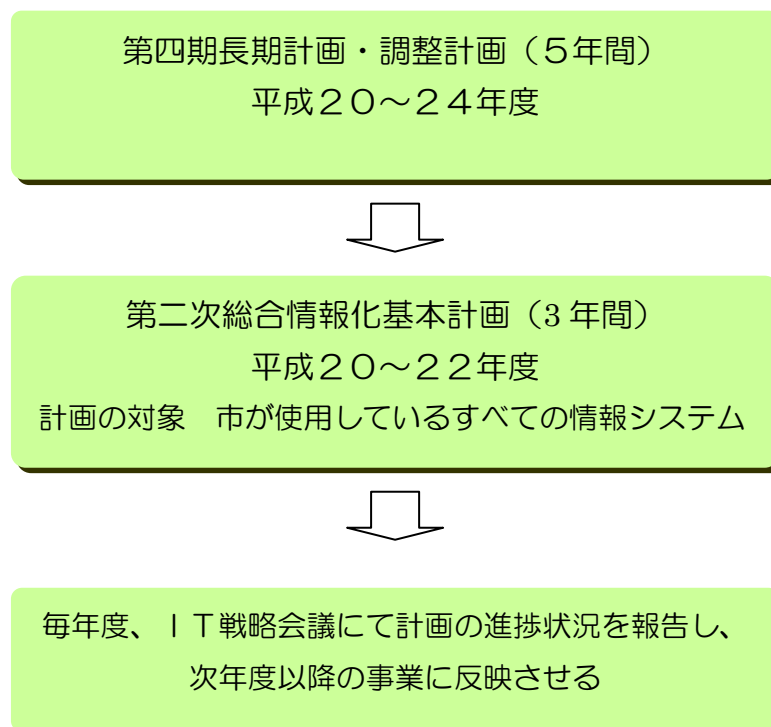 第四期長期計画・調整計画（５年間）
平成２０～２４年度
第二次総合情報化基本計画（3 年間）
平成２０～２２年度
計画の対象　市が使用しているすべての情報システム
毎年度、ＩＴ戦略会議にて計画の進捗状況を報告し、
次年度以降の事業に反映させる